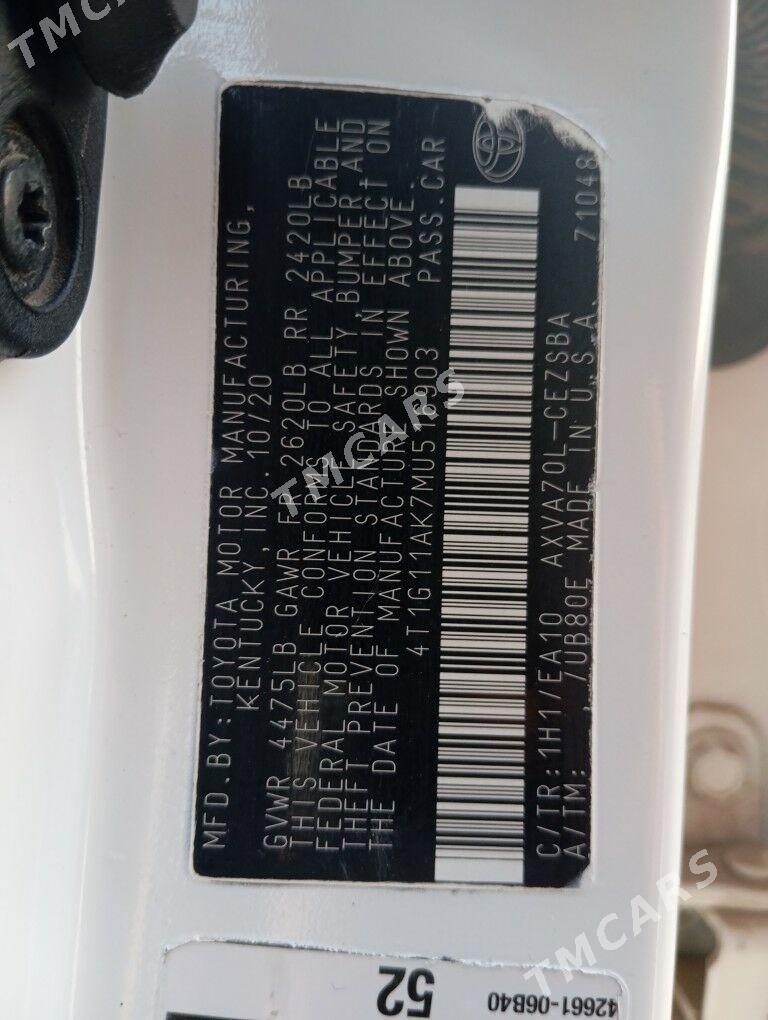 TMCARS
MFD.BY:TOYOTA MOTOR MANUFACTURING,
KENTUCKY, INC. 10/20
GVWR 4475LB GAWR FR 2620LB RR 2420LB
THIS VEHICLE CONFORMS TO ALL APPLICABLE
FEDERAL MOTOR VEHICLE SAFETY, BUMPER AND
THEFT PREVENTION STANDARDS IN EFFECT ON
THE DATE OF MANUFACTURE SHOWN ABOVE.
PASS.CAR
C/TR:1H1/EA10 AXVA70L-CEZSBA
A/TM: -/UB80E MADE IN U.S.A. 71048
TMCARS
52
42661-06B40
TMCARS